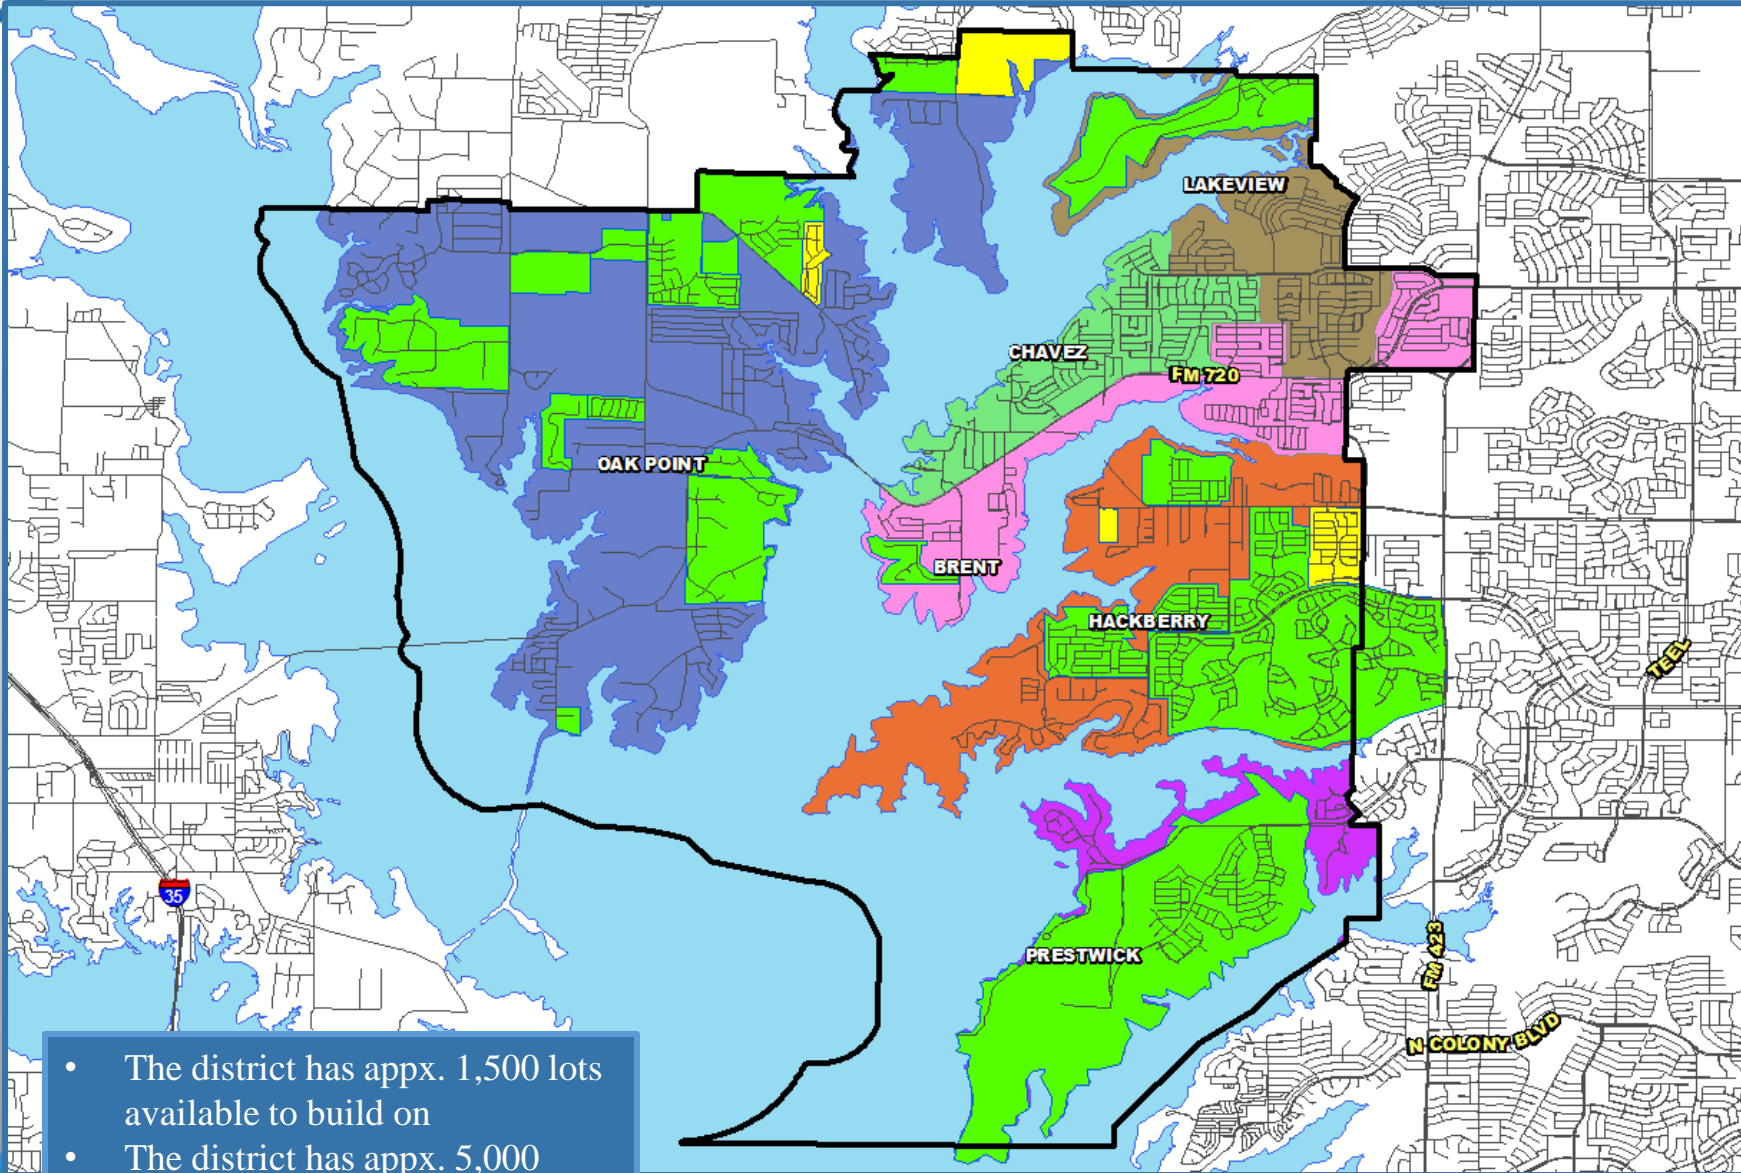 LAKEVIEW
CHAVEZ
FM 720
OAK POINT
BRENT
HACKBERRY
TEEL
35
PRESTWICK
FM 423
N COLONY BLVD
• The district has appx. 1,500 lots
available to build on
• The district has appx. 5,000